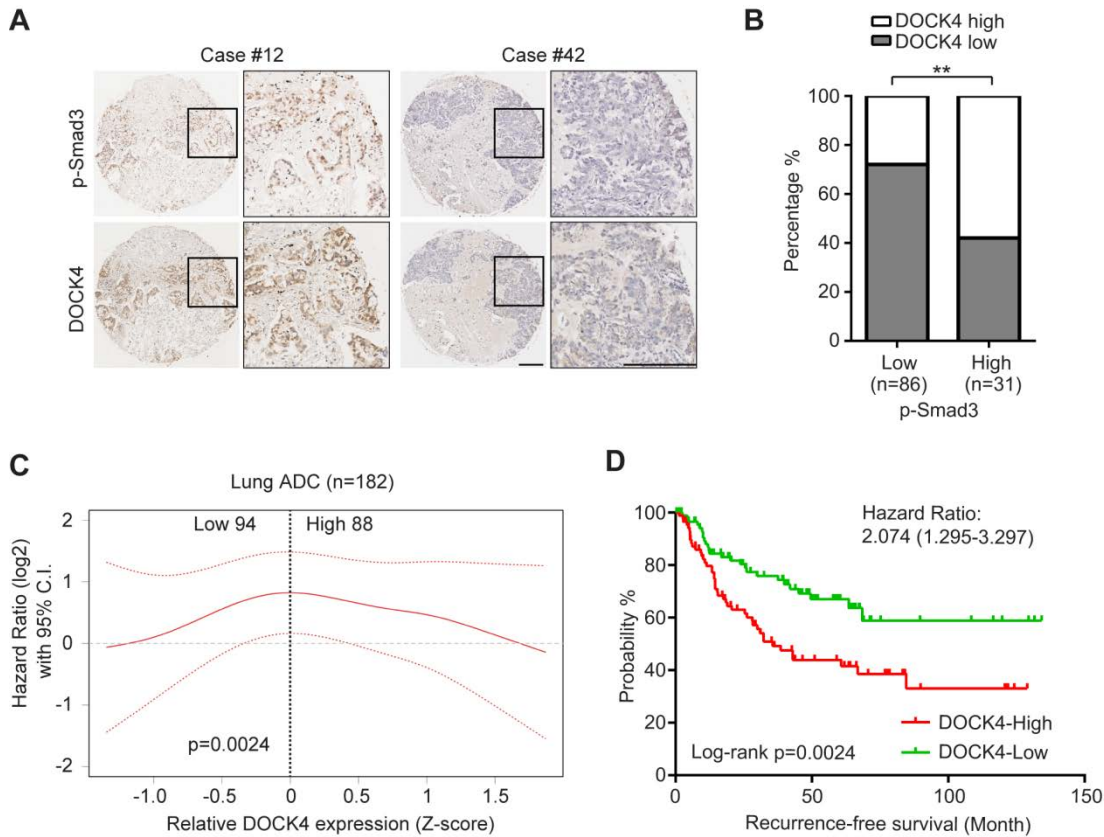 A
Case #12
Case #42
p-Smad3
DOCK4
B
DOCK4 high
DOCK4 low
**
Percentage %
100
80
60
40
20
0
Low
(n=86)
High
(n=31)
p-Smad3
C
Lung ADC (n=182)
Low 94
High 88
Hazard Ratio (log2)
with 95% C.I.
2
1
0
-1
-2
p=0.0024
-1.0
-0.5
0
0.5
1.0
1.5
Relative DOCK4 expression (Z-score)
D
Hazard Ratio:
2.074 (1.295-3.297)
Probability %
100
80
60
40
20
0
DOCK4-High
DOCK4-Low
Log-rank p=0.0024
0
50
100
150
Recurrence-free survival (Month)